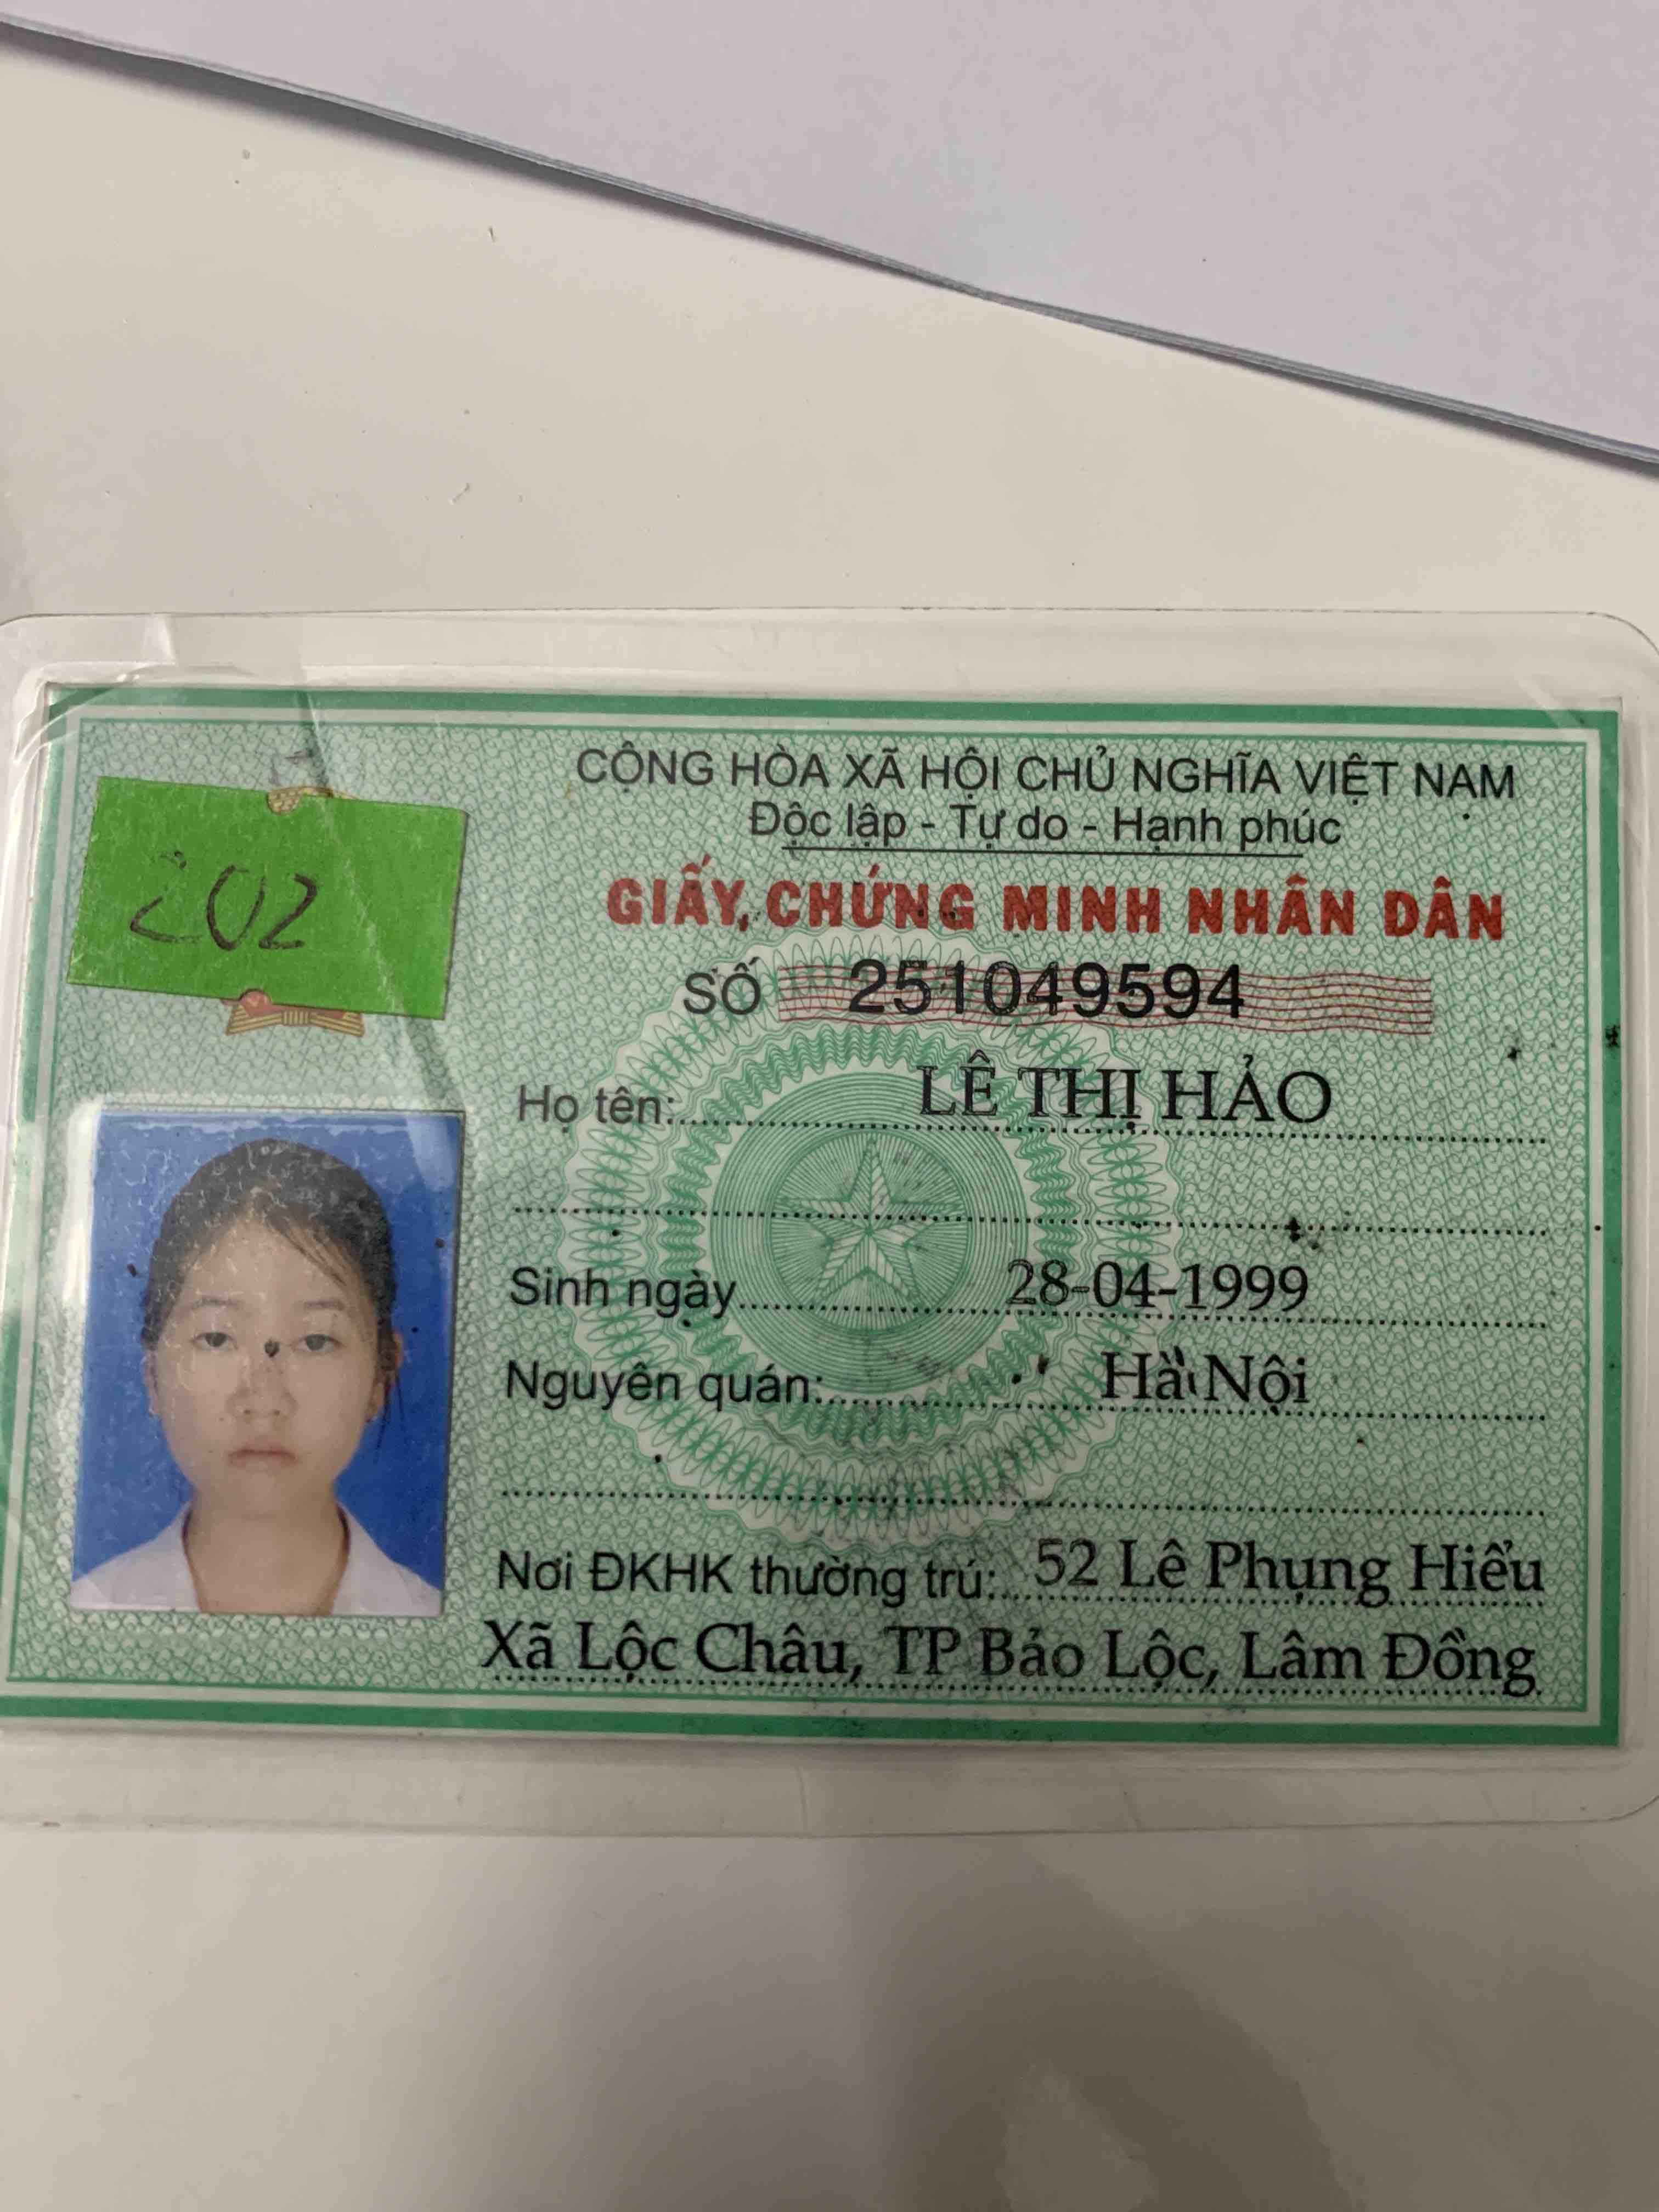 CỘNG HÒA XÃ HỘI CHỦ NGHĨA VIỆT NAM
Độc lập - Tự do - Hạnh phúc
GIẤY CHỨNG MINH NHÂN DÂN
SỐ 251049594
202
Họ tên: LÊ THỊ HẢO
Sinh ngày 28-04-1999
Nguyên quán: Hà Nội
Nơi ĐKHK thường trú: 52 Lê Phụng Hiểu
Xã Lộc Châu, TP Bảo Lộc, Lâm Đồng